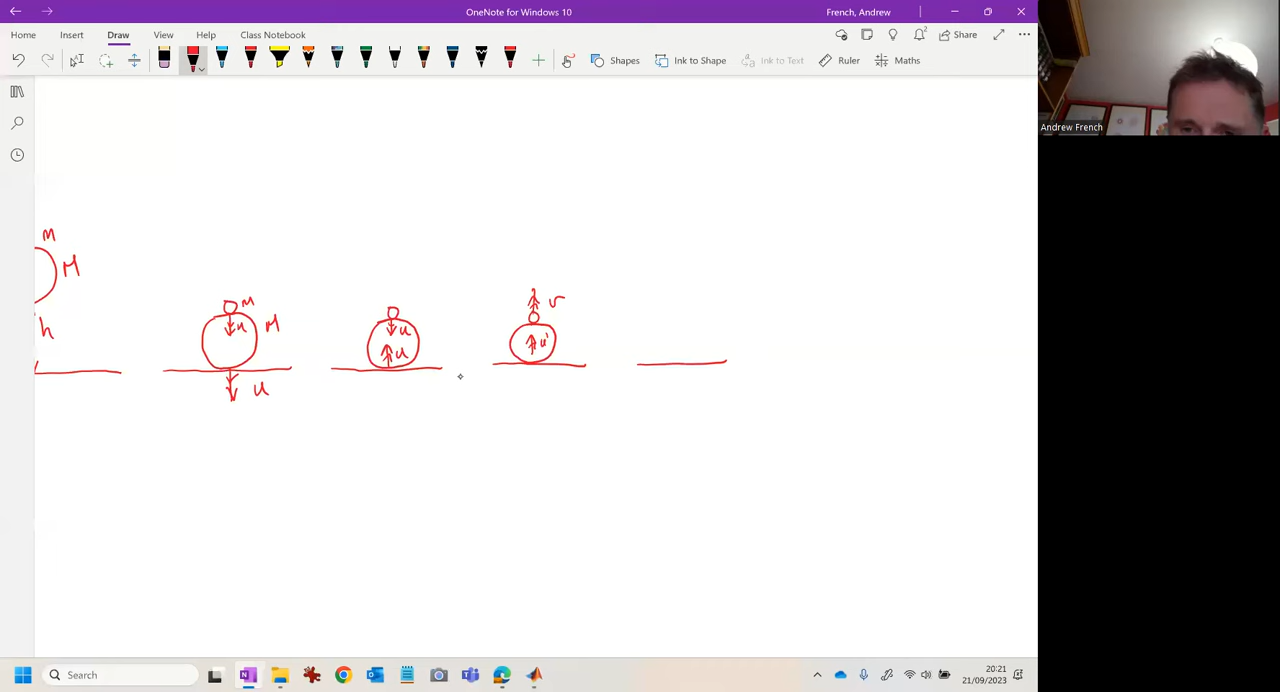 OneNote for Windows 10
French, Andrew
Home Insert Draw View Help Class Notebook
Share
Shapes Ink to Shape Ink to Text Ruler Maths
Andrew French
M
M
h
M
u
M
u
u
u
v
u'
Search
20:21
21/09/2023